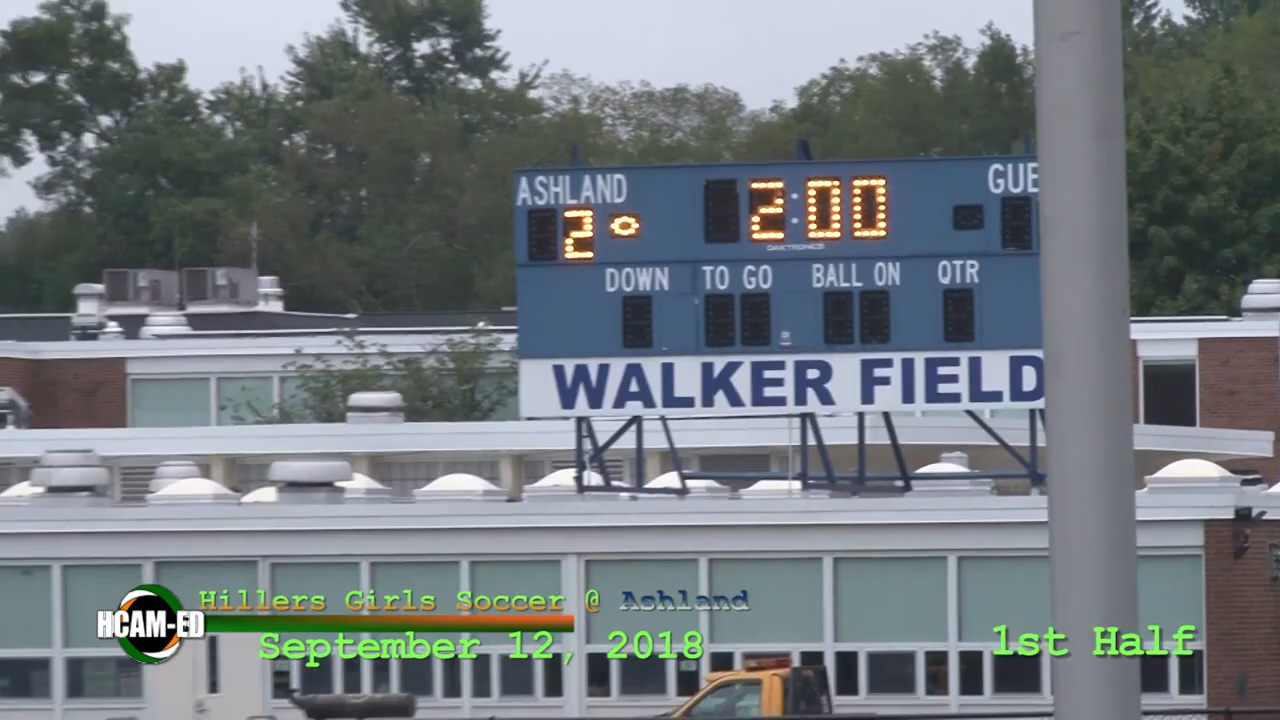 ASHLAND 2:00 GUE
2
DOWN TO GO BALL ON QTR
WALKER FIELD
HCAM-ED
Hillers Girls Soccer @ Ashland
September 12, 2018
1st Half